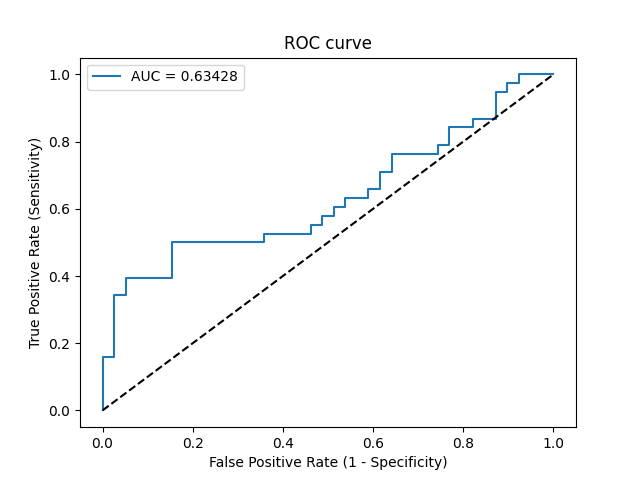 ROC curve
AUC = 0.63428
True Positive Rate (Sensitivity)
1.0
0.8
0.6
0.4
0.2
0.0
0.0 0.2 0.4 0.6 0.8 1.0
False Positive Rate (1 - Specificity)